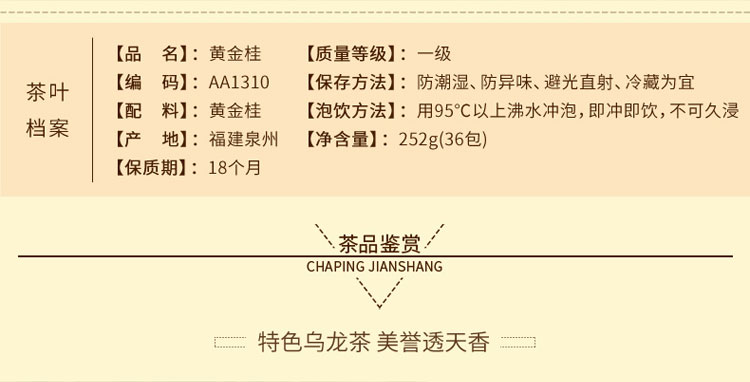 茶叶
档案
【品 名】：黄金桂
【质量等级】：一级
【编 码】：AA1310
【保存方法】：防潮湿、防异味、避光直射、冷藏为宜
【配 料】：黄金桂
【泡饮方法】：用95℃以上沸水冲泡，即冲即饮，不可久浸
【产 地】：福建泉州
【净含量】：252g(36包)
【保质期】：18个月
茶品鉴赏
CHAPING JIANSHANG
特色乌龙茶 美誉透天香